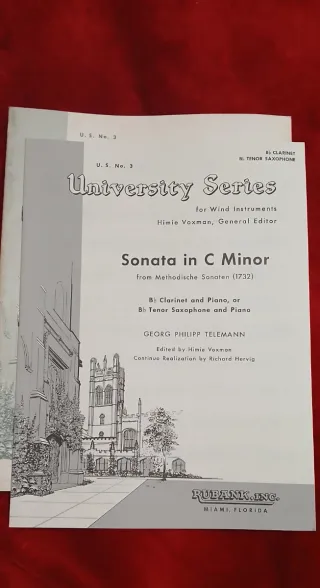 U. S. No. 3
B♭ CLARINET
B♭ TENOR SAXOPHONE
U. S. No. 3
University Series
for Wind Instruments
Himie Voxman, General Editor
Sonata in C Minor
from Methodische Sonaten (1732)
B♭ Clarinet and Piano, or
B♭ Tenor Saxophone and Piano
GEORG PHILIPP TELEMANN
Edited by Himie Voxman
Continuo Realization by Richard Hervig
RUBANK, INC.
MIAMI, FLORIDA